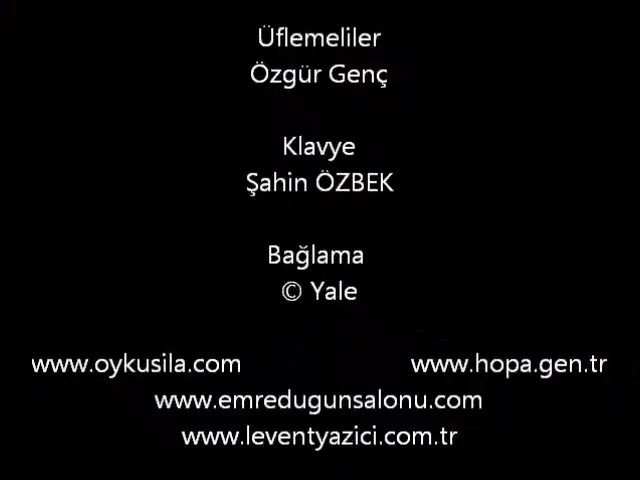 Üflemeliler
Özgür Genç
Klavye
Şahin ÖZBEK
Bağlama
© Yale
www.oykusila.com www.hopa.gen.tr
www.emredugunsalonu.com
www.leventyazici.com.tr